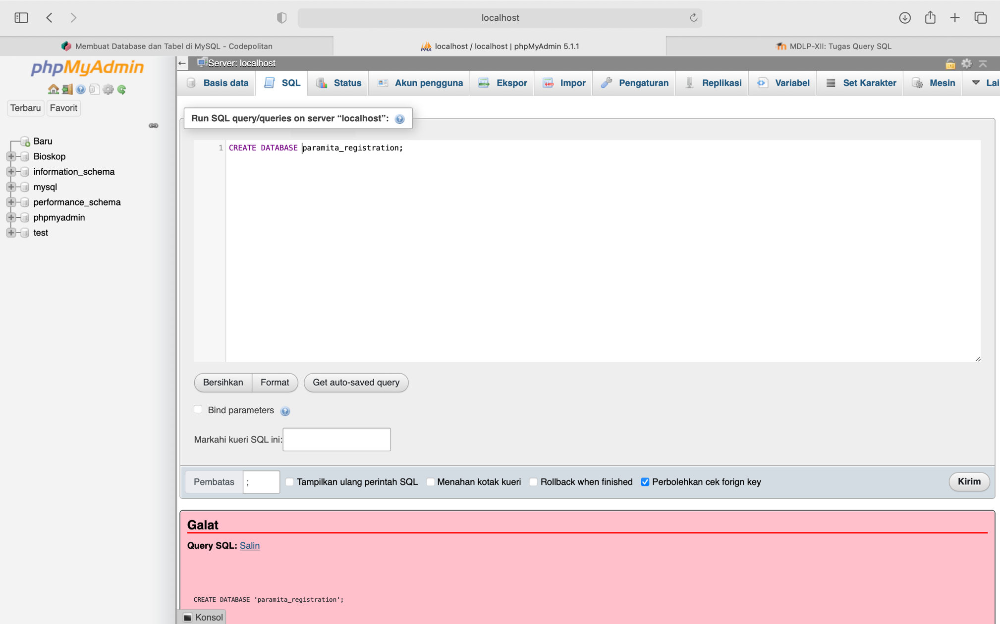 localhost
Membuat Database dan Tabel di MySQL - Codepolitan
PMA localhost / localhost | phpMyAdmin 5.1.1
MDLP-XII: Tugas Query SQL
phpMyAdmin
Server: localhost
Basis data SQL Status Akun pengguna Ekspor Impor Pengaturan Replikasi Variabel Set Karakter Mesin Lai
Terbaru Favorit
Baru
Bioskop
information_schema
mysql
performance_schema
phpmyadmin
test
Run SQL query/queries on server “localhost”:
1 CREATE DATABASE paramita_registration;
Bersihkan Format Get auto-saved query
Bind parameters
Markahi kueri SQL ini:
Pembatas ; Tampilkan ulang perintah SQL Menahan kotak kueri Rollback when finished Perbolehkan cek forign key Kirim
Galat
Query SQL: Salin
CREATE DATABASE 'paramita_registration';
Konsol